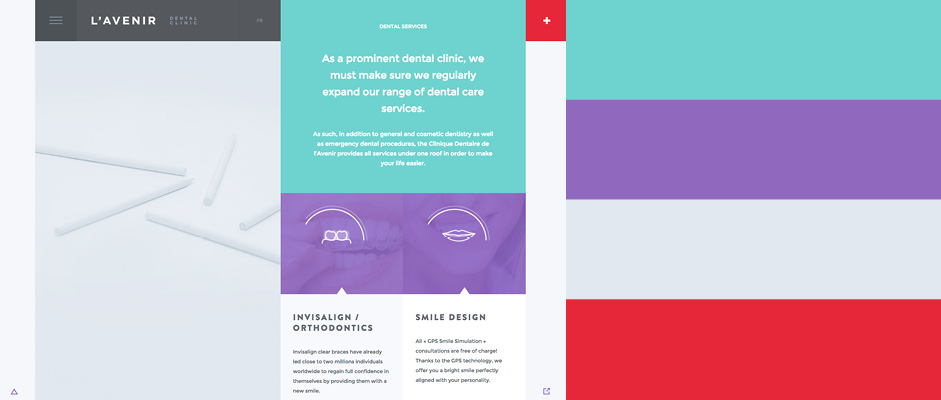 L'AVENIR DENTAL CLINIC
FR
DENTAL SERVICES
As a prominent dental clinic, we
must make sure we regularly
expand our range of dental care
services.
As such, in addition to general and cosmetic dentistry as well
as emergency dental procedures, the Clinique Dentaire de
l'Avenir provides all services under one roof in order to make
your life easier.
INVISALIGN /
ORTHODONTICS
Invisalign clear braces have already
led close to two millions individuals
worldwide to regain full confidence in
themselves by providing them with a
new smile.
SMILE DESIGN
All « GPS Smile Simulation »
consultations are free of charge!
Thanks to the GPS technology, we
offer you a bright smile perfectly
aligned with your personality.